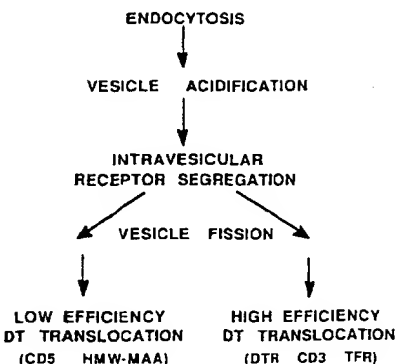 ENDOCYTOSIS
VESICLE ACIDIFICATION
INTRAVESICULAR
RECEPTOR SEGREGATION
VESICLE FISSION
LOW EFFICIENCY
DT TRANSLOCATION
(CD5 HMW-MAA)
HIGH EFFICIENCY
DT TRANSLOCATION
(DTR CD3 TFR)